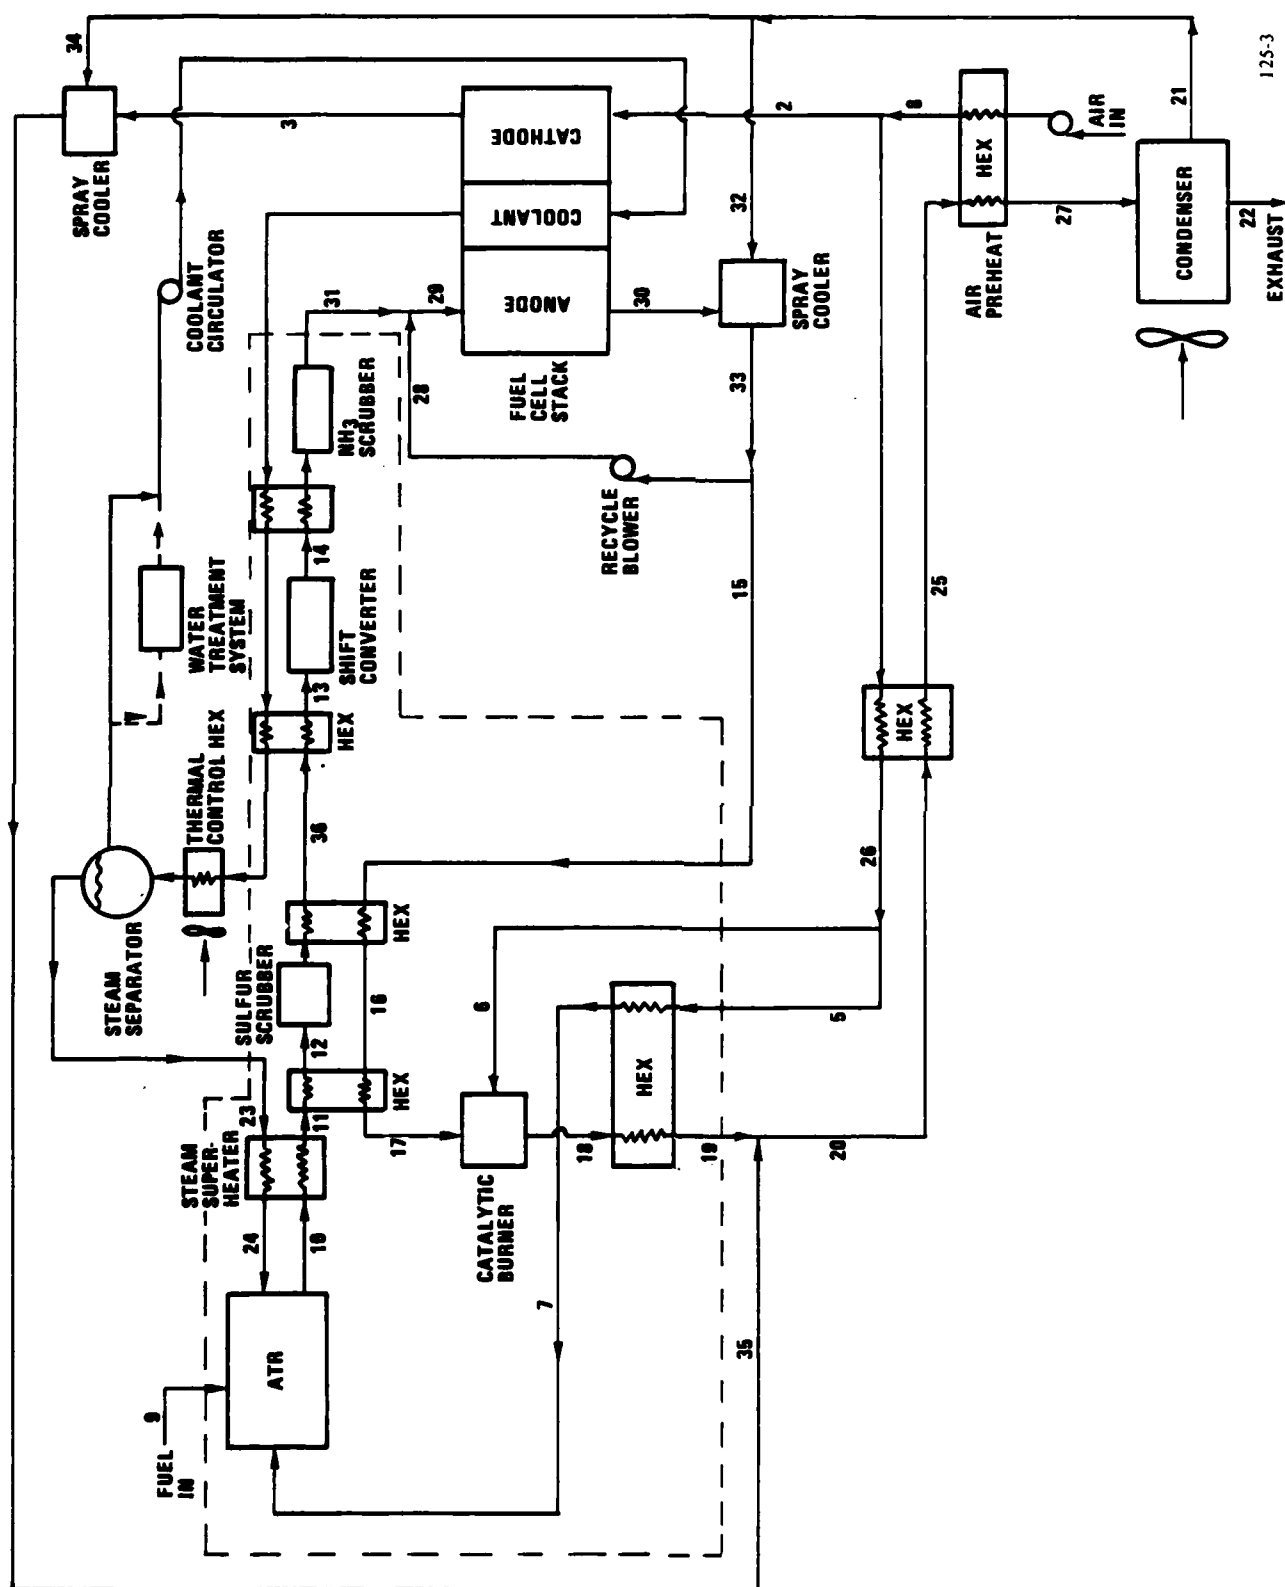 FUEL
IN
9
ATR
24
10
STEAM
SUPER-
HEATER
23
11
12
SULFUR
SCRUBBER
HEX
16
HEX
36
STEAM
SEPARATOR
THERMAL
CONTROL HEX
HEX
13
SHIFT
CONVERTER
14
WATER
TREATMENT
SYSTEM
NH3
SCRUBBER
31
COOLANT
CIRCULATOR
SPRAY
COOLER
34
3
28
29
FUEL
CELL
STACK
ANODE
COOLANT
CATHODE
30
2
RECYCLE
BLOWER
33
SPRAY
COOLER
32
15
17
CATALYTIC
BURNER
6
7
18
HEX
5
19
35
20
26
HEX
25
AIR
PREHEAT
HEX
8
AIR
IN
27
CONDENSER
21
22
EXHAUST
125-3